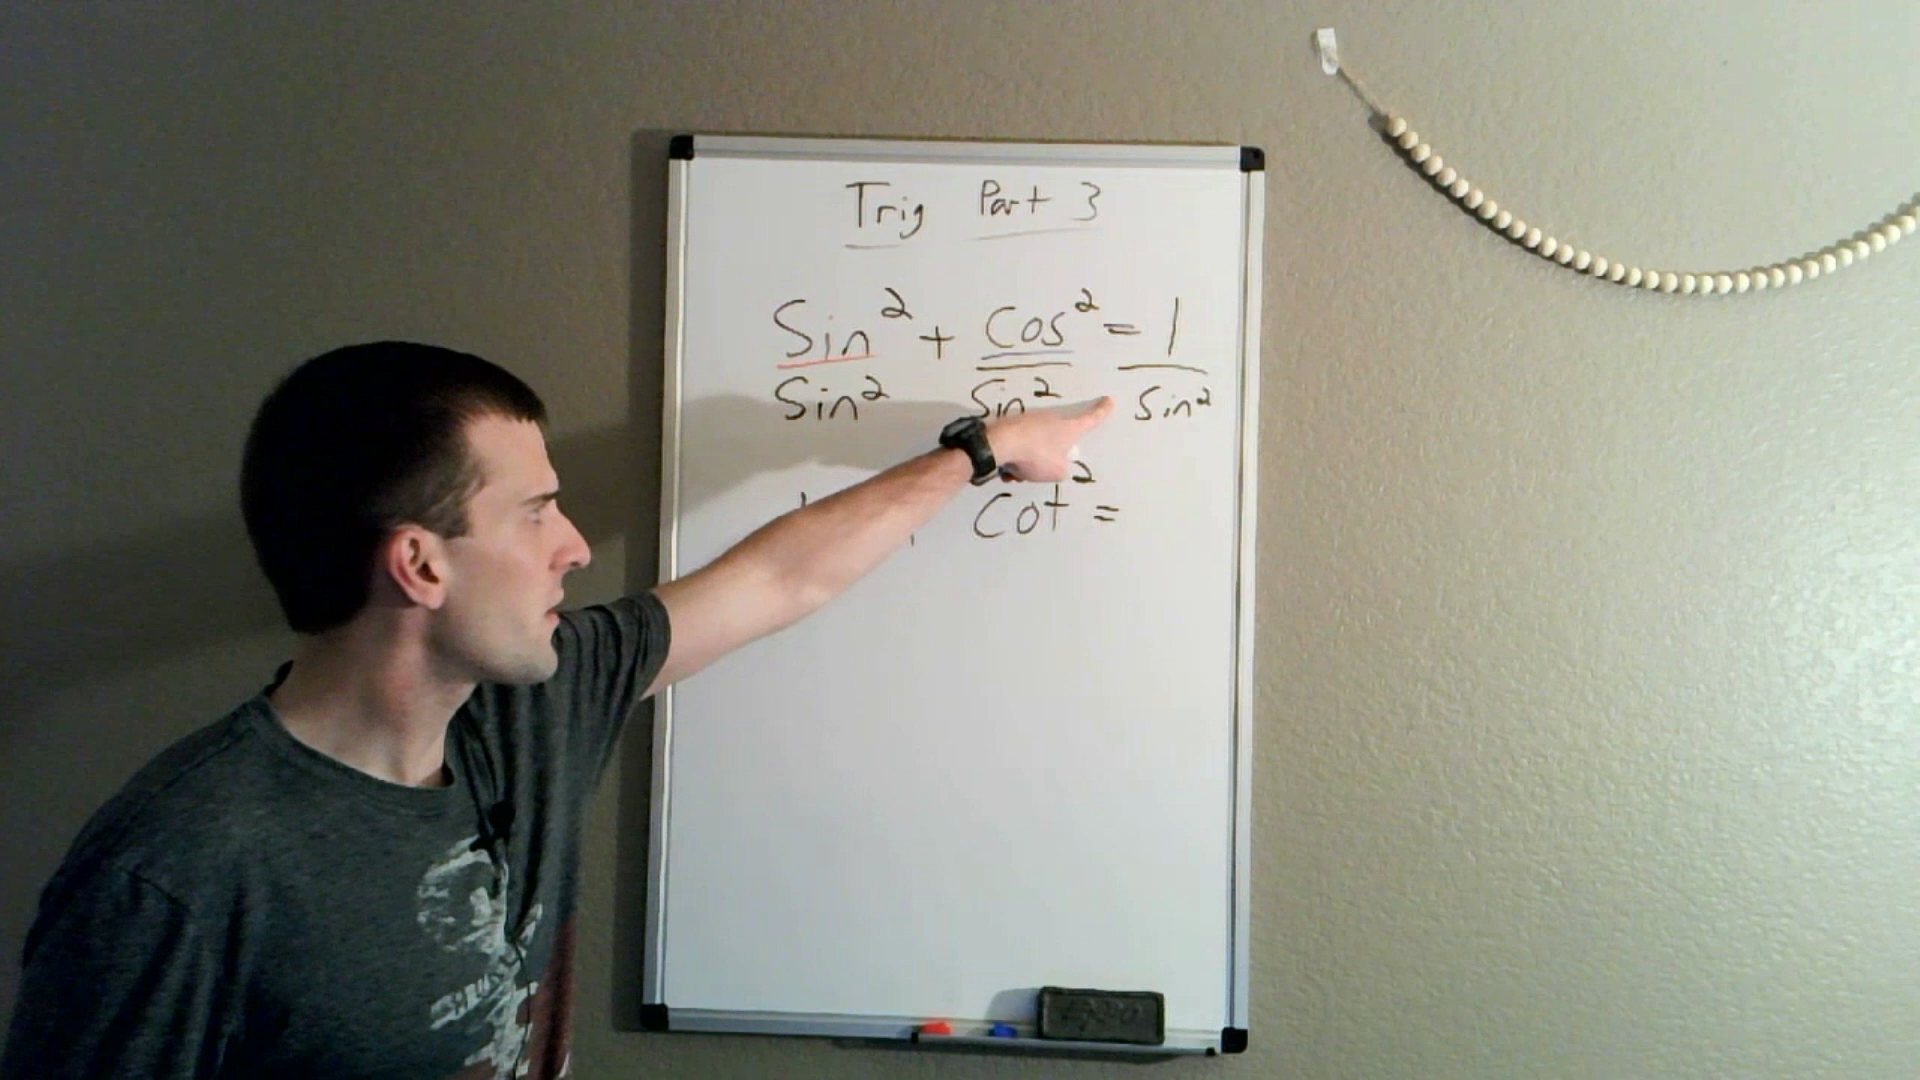 Trig Part 3
Sin² + Cos² = 1
Sin² Sin² Sin²
Cot² =